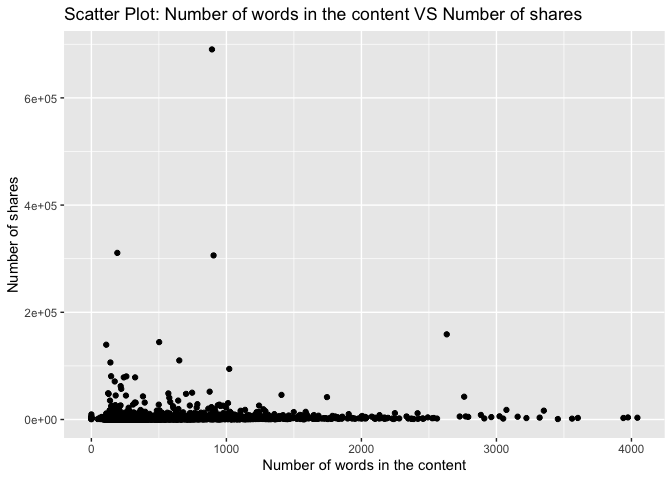 Scatter Plot: Number of words in the content VS Number of shares
6e+05
4e+05
2e+05
0e+00
Number of shares
0 1000 2000 3000 4000
Number of words in the content